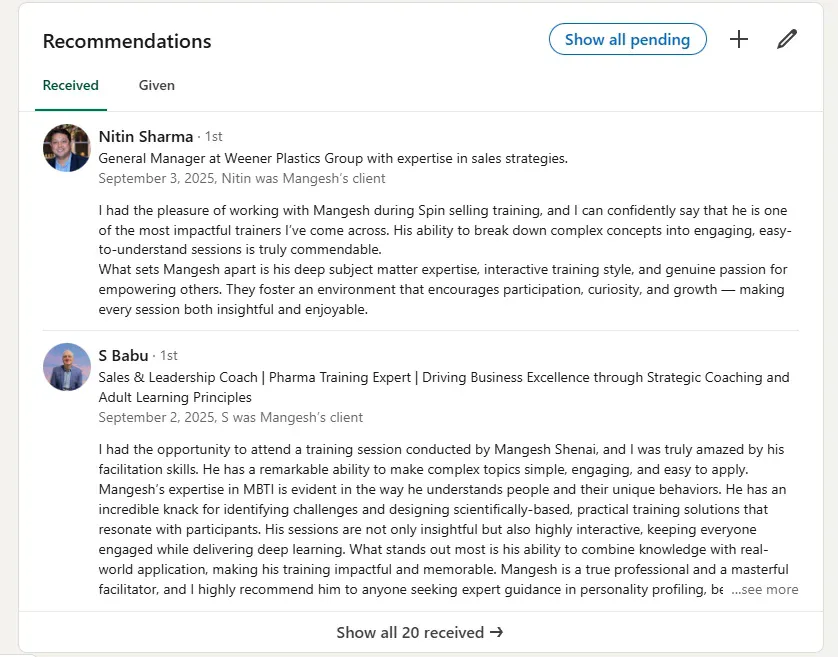 Recommendations
Show all pending
Received
Given
Nitin Sharma · 1st
General Manager at Weener Plastics Group with expertise in sales strategies.
September 3, 2025, Nitin was Mangesh's client
I had the pleasure of working with Mangesh during Spin selling training, and I can confidently say that he is one
of the most impactful trainers I've come across. His ability to break down complex concepts into engaging, easy-
to-understand sessions is truly commendable.
What sets Mangesh apart is his deep subject matter expertise, interactive training style, and genuine passion for
empowering others. They foster an environment that encourages participation, curiosity, and growth — making
every session both insightful and enjoyable.
S Babu · 1st
Sales & Leadership Coach | Pharma Training Expert | Driving Business Excellence through Strategic Coaching and
Adult Learning Principles
September 2, 2025, S was Mangesh's client
I had the opportunity to attend a training session conducted by Mangesh Shenai, and I was truly amazed by his
facilitation skills. He has a remarkable ability to make complex topics simple, engaging, and easy to apply.
Mangesh's expertise in MBTI is evident in the way he understands people and their unique behaviors. He has an
incredible knack for identifying challenges and designing scientifically-based, practical training solutions that
resonate with participants. His sessions are not only insightful but also highly interactive, keeping everyone
engaged while delivering deep learning. What stands out most is his ability to combine knowledge with real-
world application, making his training impactful and memorable. Mangesh is a true professional and a masterful
facilitator, and I highly recommend him to anyone seeking expert guidance in personality profiling, be ...see more
Show all 20 received →